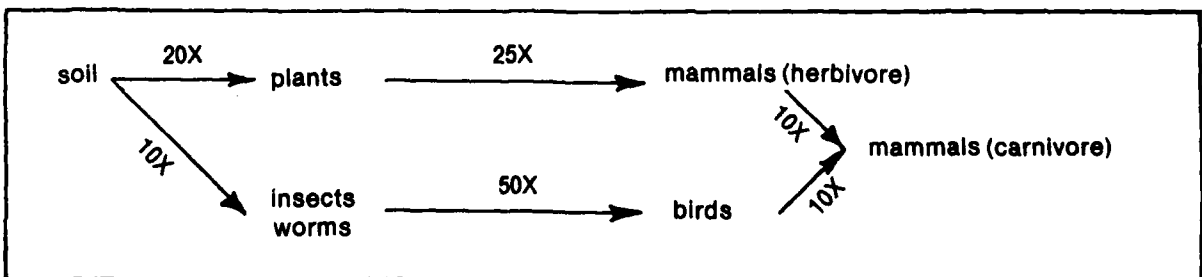 20X 25X
soil plants mammals (herbivore)
10X 10X
mammals (carnivore)
50X 10X
insects birds
worms